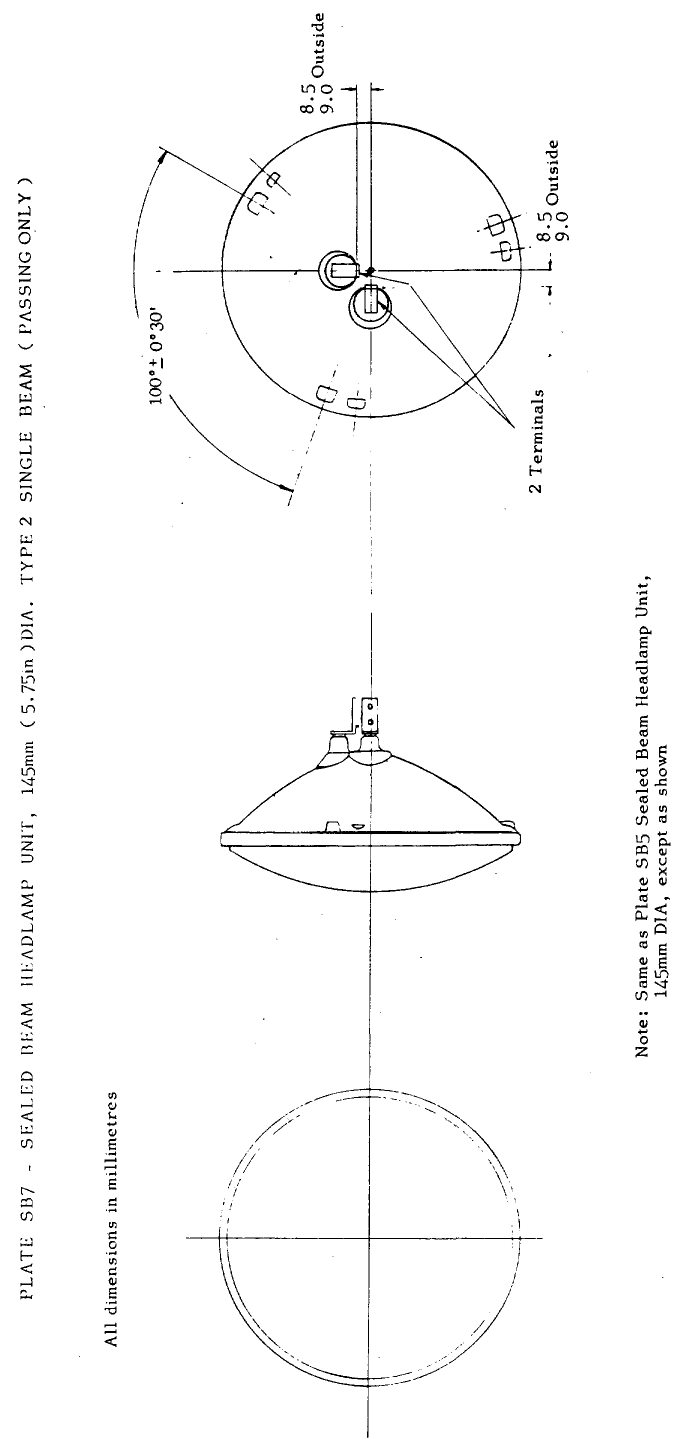 PLATE SB7 - SEALED BEAM HEADLAMP UNIT, 145mm (5.75in)DIA. TYPE 2 SINGLE BEAM (PASSING ONLY)
All dimensions in millimetres
100°± 0°30'
8.5 Outside
9.0
8.5 Outside
9.0
2 Terminals
Note: Same as Plate SB5 Sealed Beam Headlamp Unit,
145mm DIA, except as shown